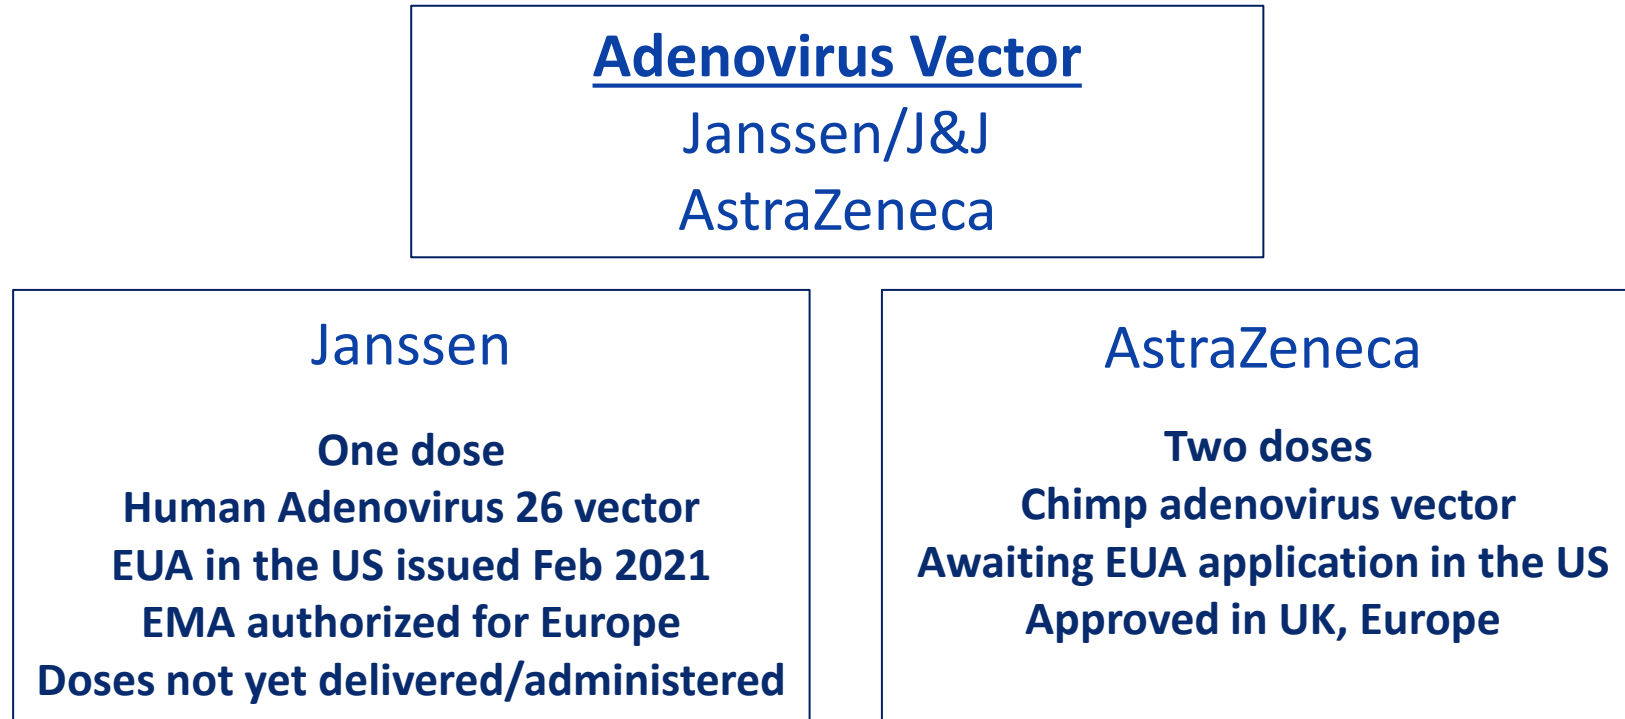 Adenovirus Vector
Janssen/J&J
AstraZeneca
Janssen
One dose
Human Adenovirus 26 vector
EUA in the US issued Feb 2021
EMA authorized for Europe
Doses not yet delivered/administered
AstraZeneca
Two doses
Chimp adenovirus vector
Awaiting EUA application in the US
Approved in UK, Europe